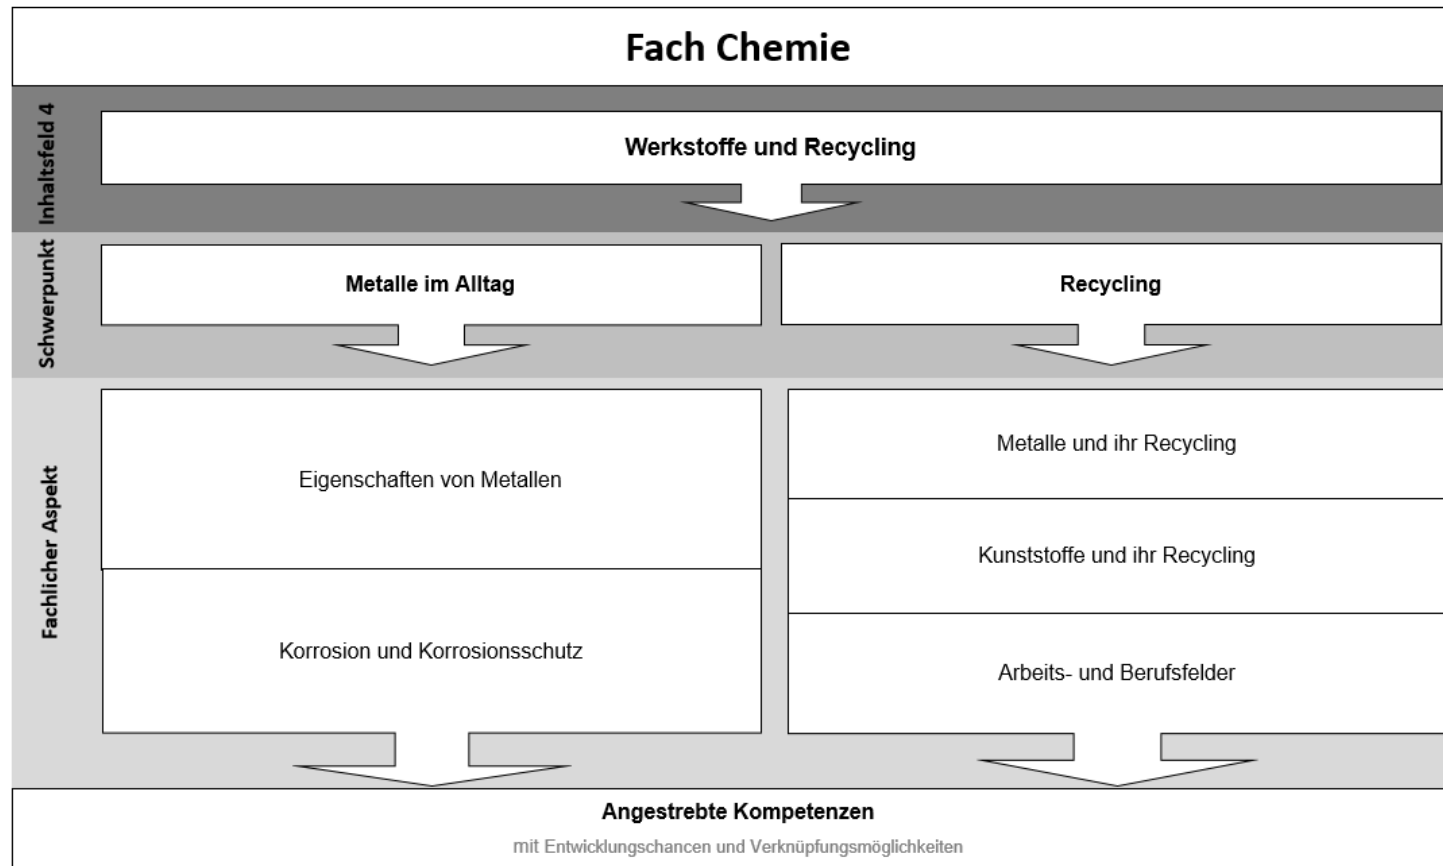 Fach Chemie
Inhaltsfeld 4
Werkstoffe und Recycling
Schwerpunkt
Metalle im Alltag
Recycling
Fachlicher Aspekt
Eigenschaften von Metallen
Korrosion und Korrosionsschutz
Metalle und ihr Recycling
Kunststoffe und ihr Recycling
Arbeits- und Berufsfelder
Angestrebte Kompetenzen
mit Entwicklungschancen und Verknüpfungsmöglichkeiten